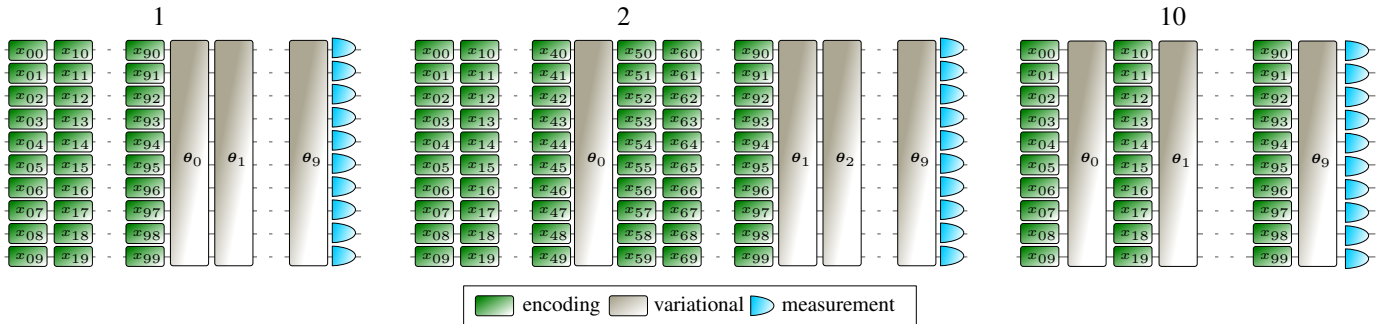 1 2 10
x00 x10 x90 x00 x10 x40 x50 x60 x90 x00 x10 x90
x01 x11 x91 x01 x11 x41 x51 x61 x91 x01 x11 x91
x02 x12 x92 x02 x12 x42 x52 x62 x92 x02 x12 x92
x03 x13 x93 x03 x13 x43 x53 x63 x93 x03 x13 x93
x04 x14 x94 x04 x14 x44 x54 x64 x94 x04 x14 x94
x05 x15 x95 θ0 θ1 θ9 x05 x15 x45 θ0 x55 x65 x95 θ1 θ2 θ9 x05 θ0 x15 θ1 x95 θ9
x06 x16 x96 x06 x16 x46 x56 x66 x96 x06 x16 x96
x07 x17 x97 x07 x17 x47 x57 x67 x97 x07 x17 x97
x08 x18 x98 x08 x18 x48 x58 x68 x98 x08 x18 x98
x09 x19 x99 x09 x19 x49 x59 x69 x99 x09 x19 x99
encoding variational measurement